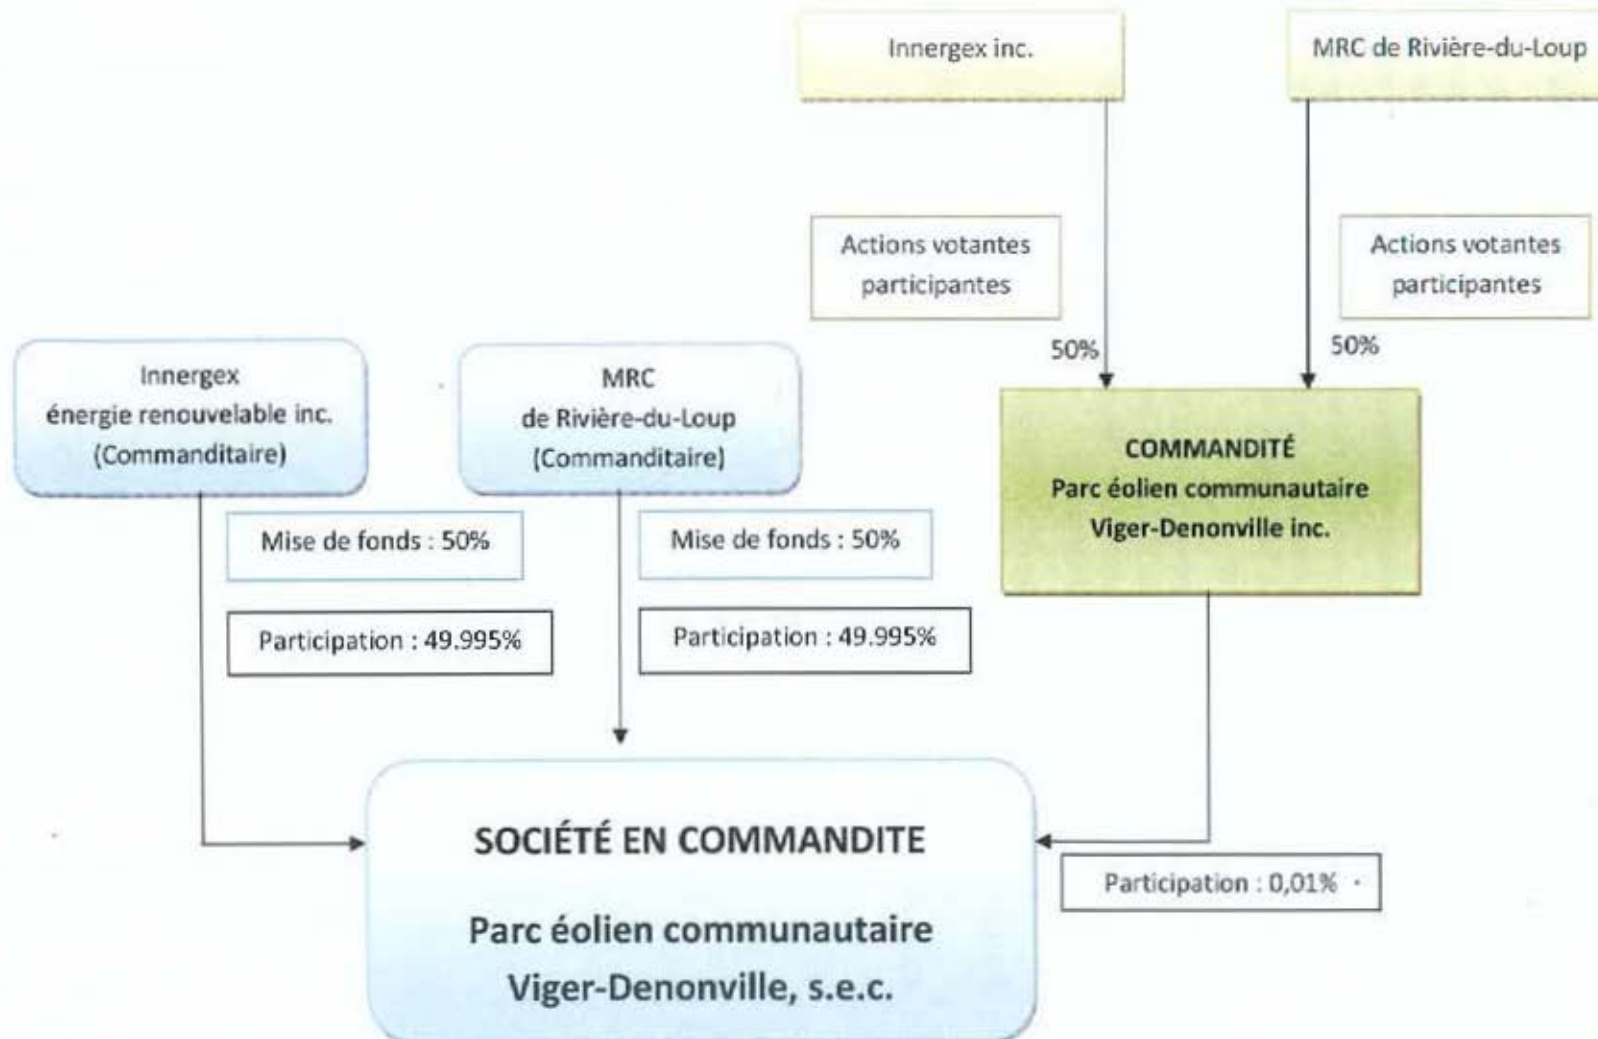 Innergex inc.
MRC de Rivière-du-Loup
Actions votantes
participantes
Actions votantes
participantes
50%
50%
Innergex
énergie renouvelable inc.
(Commanditaire)
MRC
de Rivière-du-Loup
(Commanditaire)
COMMANDITÉ
Parc éolien communautaire
Viger-Denonville inc.
Mise de fonds : 50%
Mise de fonds : 50%
Participation : 49.995%
Participation : 49.995%
SOCIÉTÉ EN COMMANDITE
Parc éolien communautaire
Viger-Denonville, s.e.c.
Participation : 0,01%